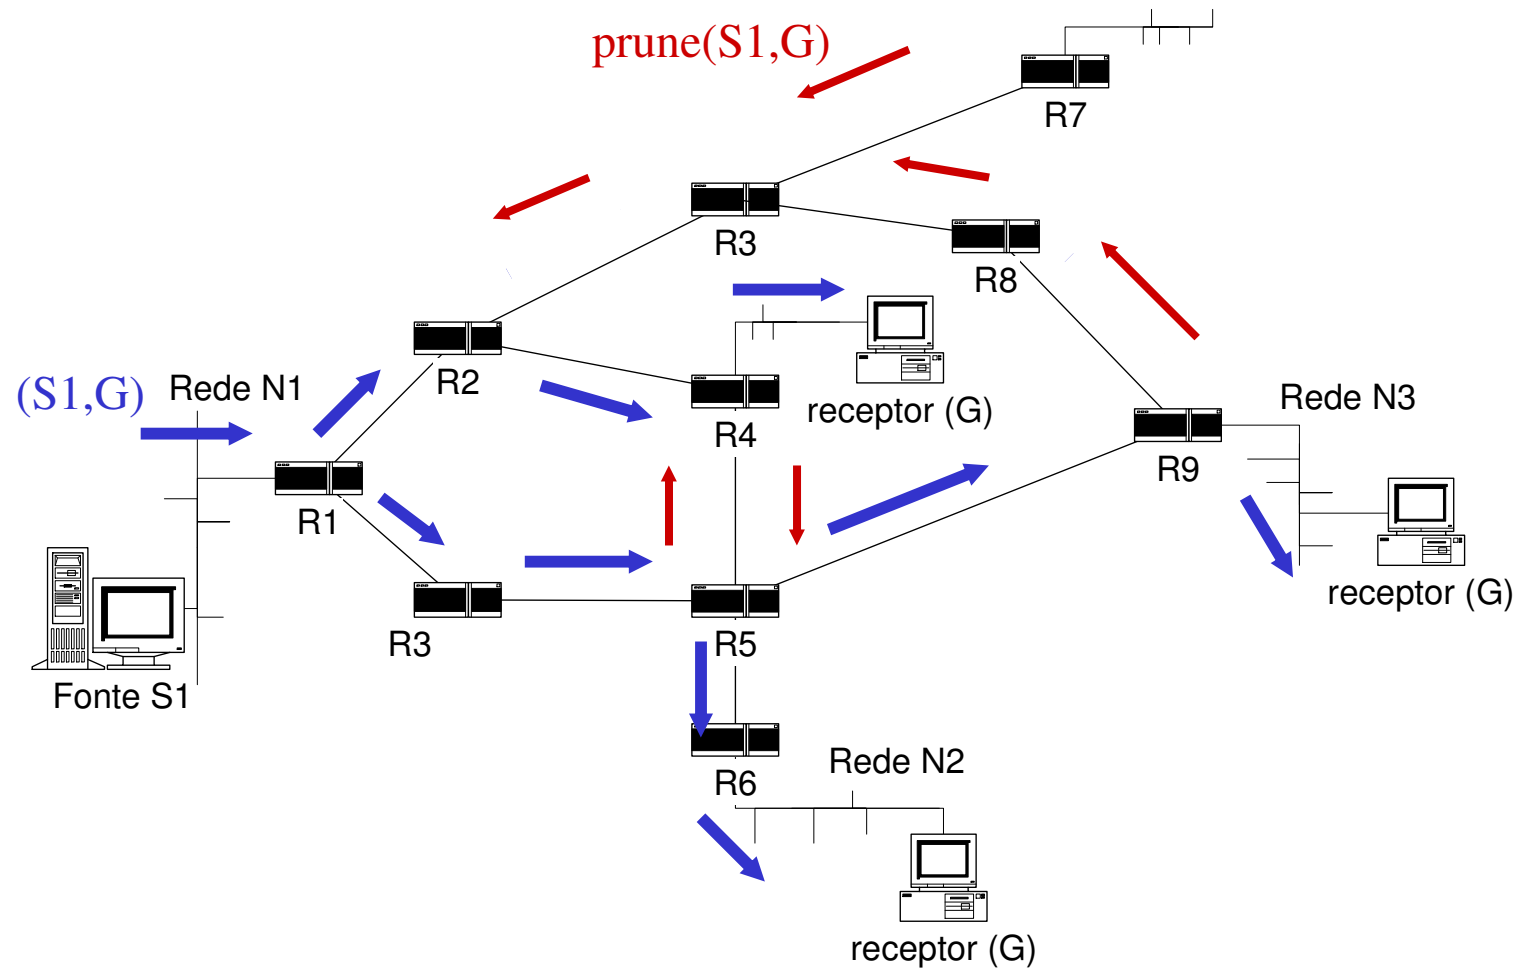 prune(S1,G)
R7
R3
R8
R2
(S1,G)
Rede N1
receptor (G)
R4
Rede N3
R9
R1
receptor (G)
R3
R5
Fonte S1
Rede N2
R6
receptor (G)